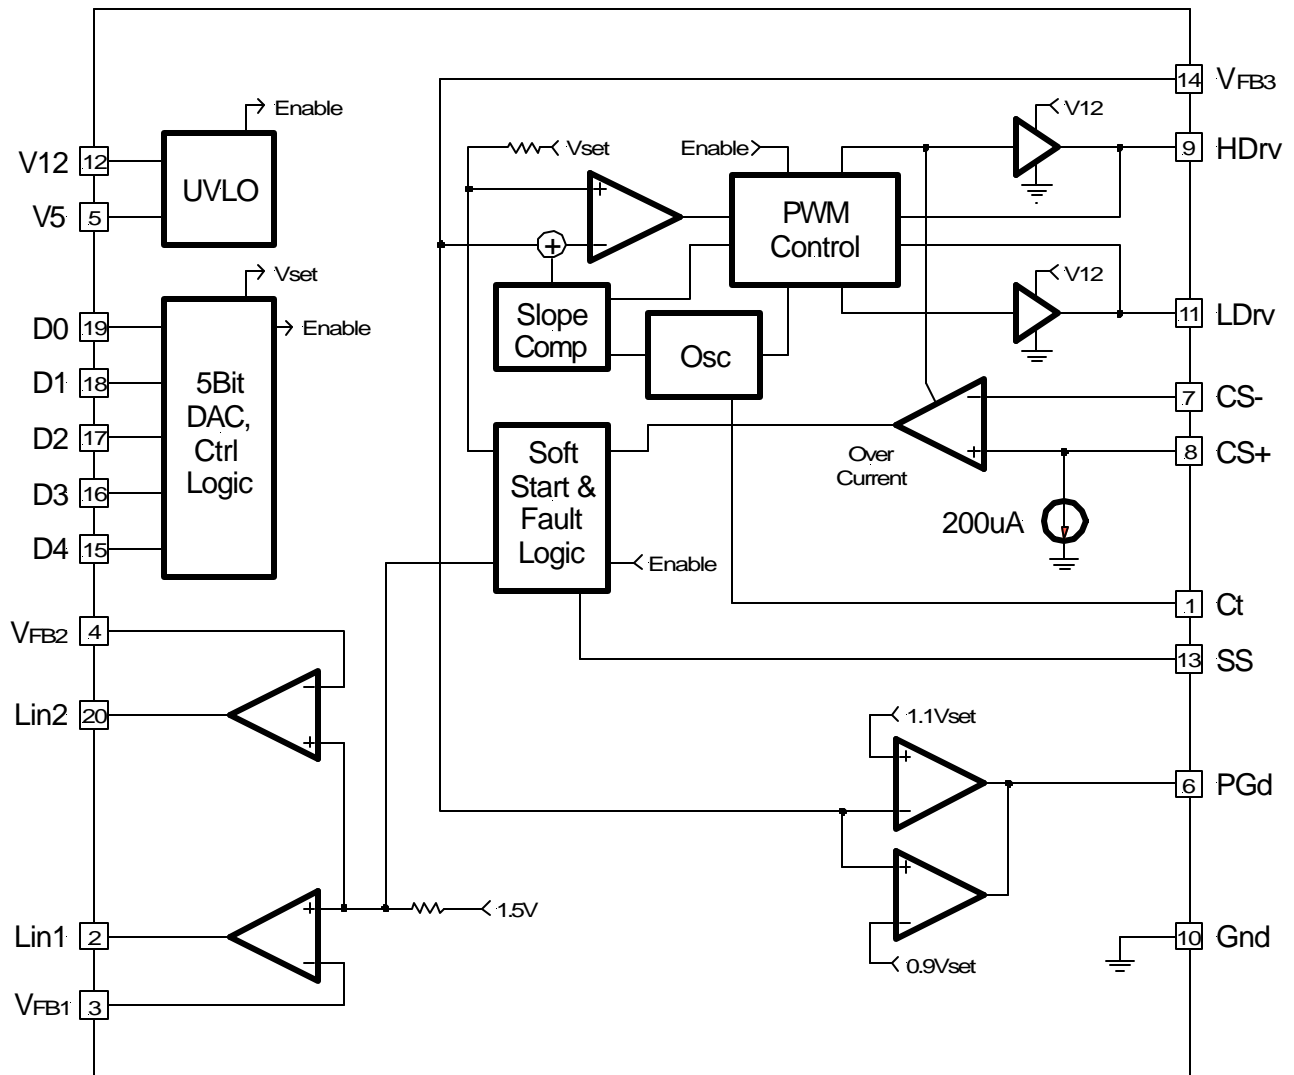 Enable
14 VFB3
V12
V12 12
UVLO
Vset
Enable
PWM
Control
9 HDrv
V5 5
+
−
+
Vset
Enable
V12
D0 19
5Bit
DAC,
Ctrl
Logic
Slope
Comp
Osc
11 LDrv
D1 18
7 CS-
−
D2 17
Soft
Start &
Fault
Logic
Over
Current
+
8 CS+
D3 16
200uA
D4 15
Enable
1 Ct
VFB2 4
13 SS
−
Lin2 20
+
1.1Vset
+
−
6 PGd
+
−
0.9Vset
+
1.5V
Lin1 2
−
10 Gnd
VFB1 3